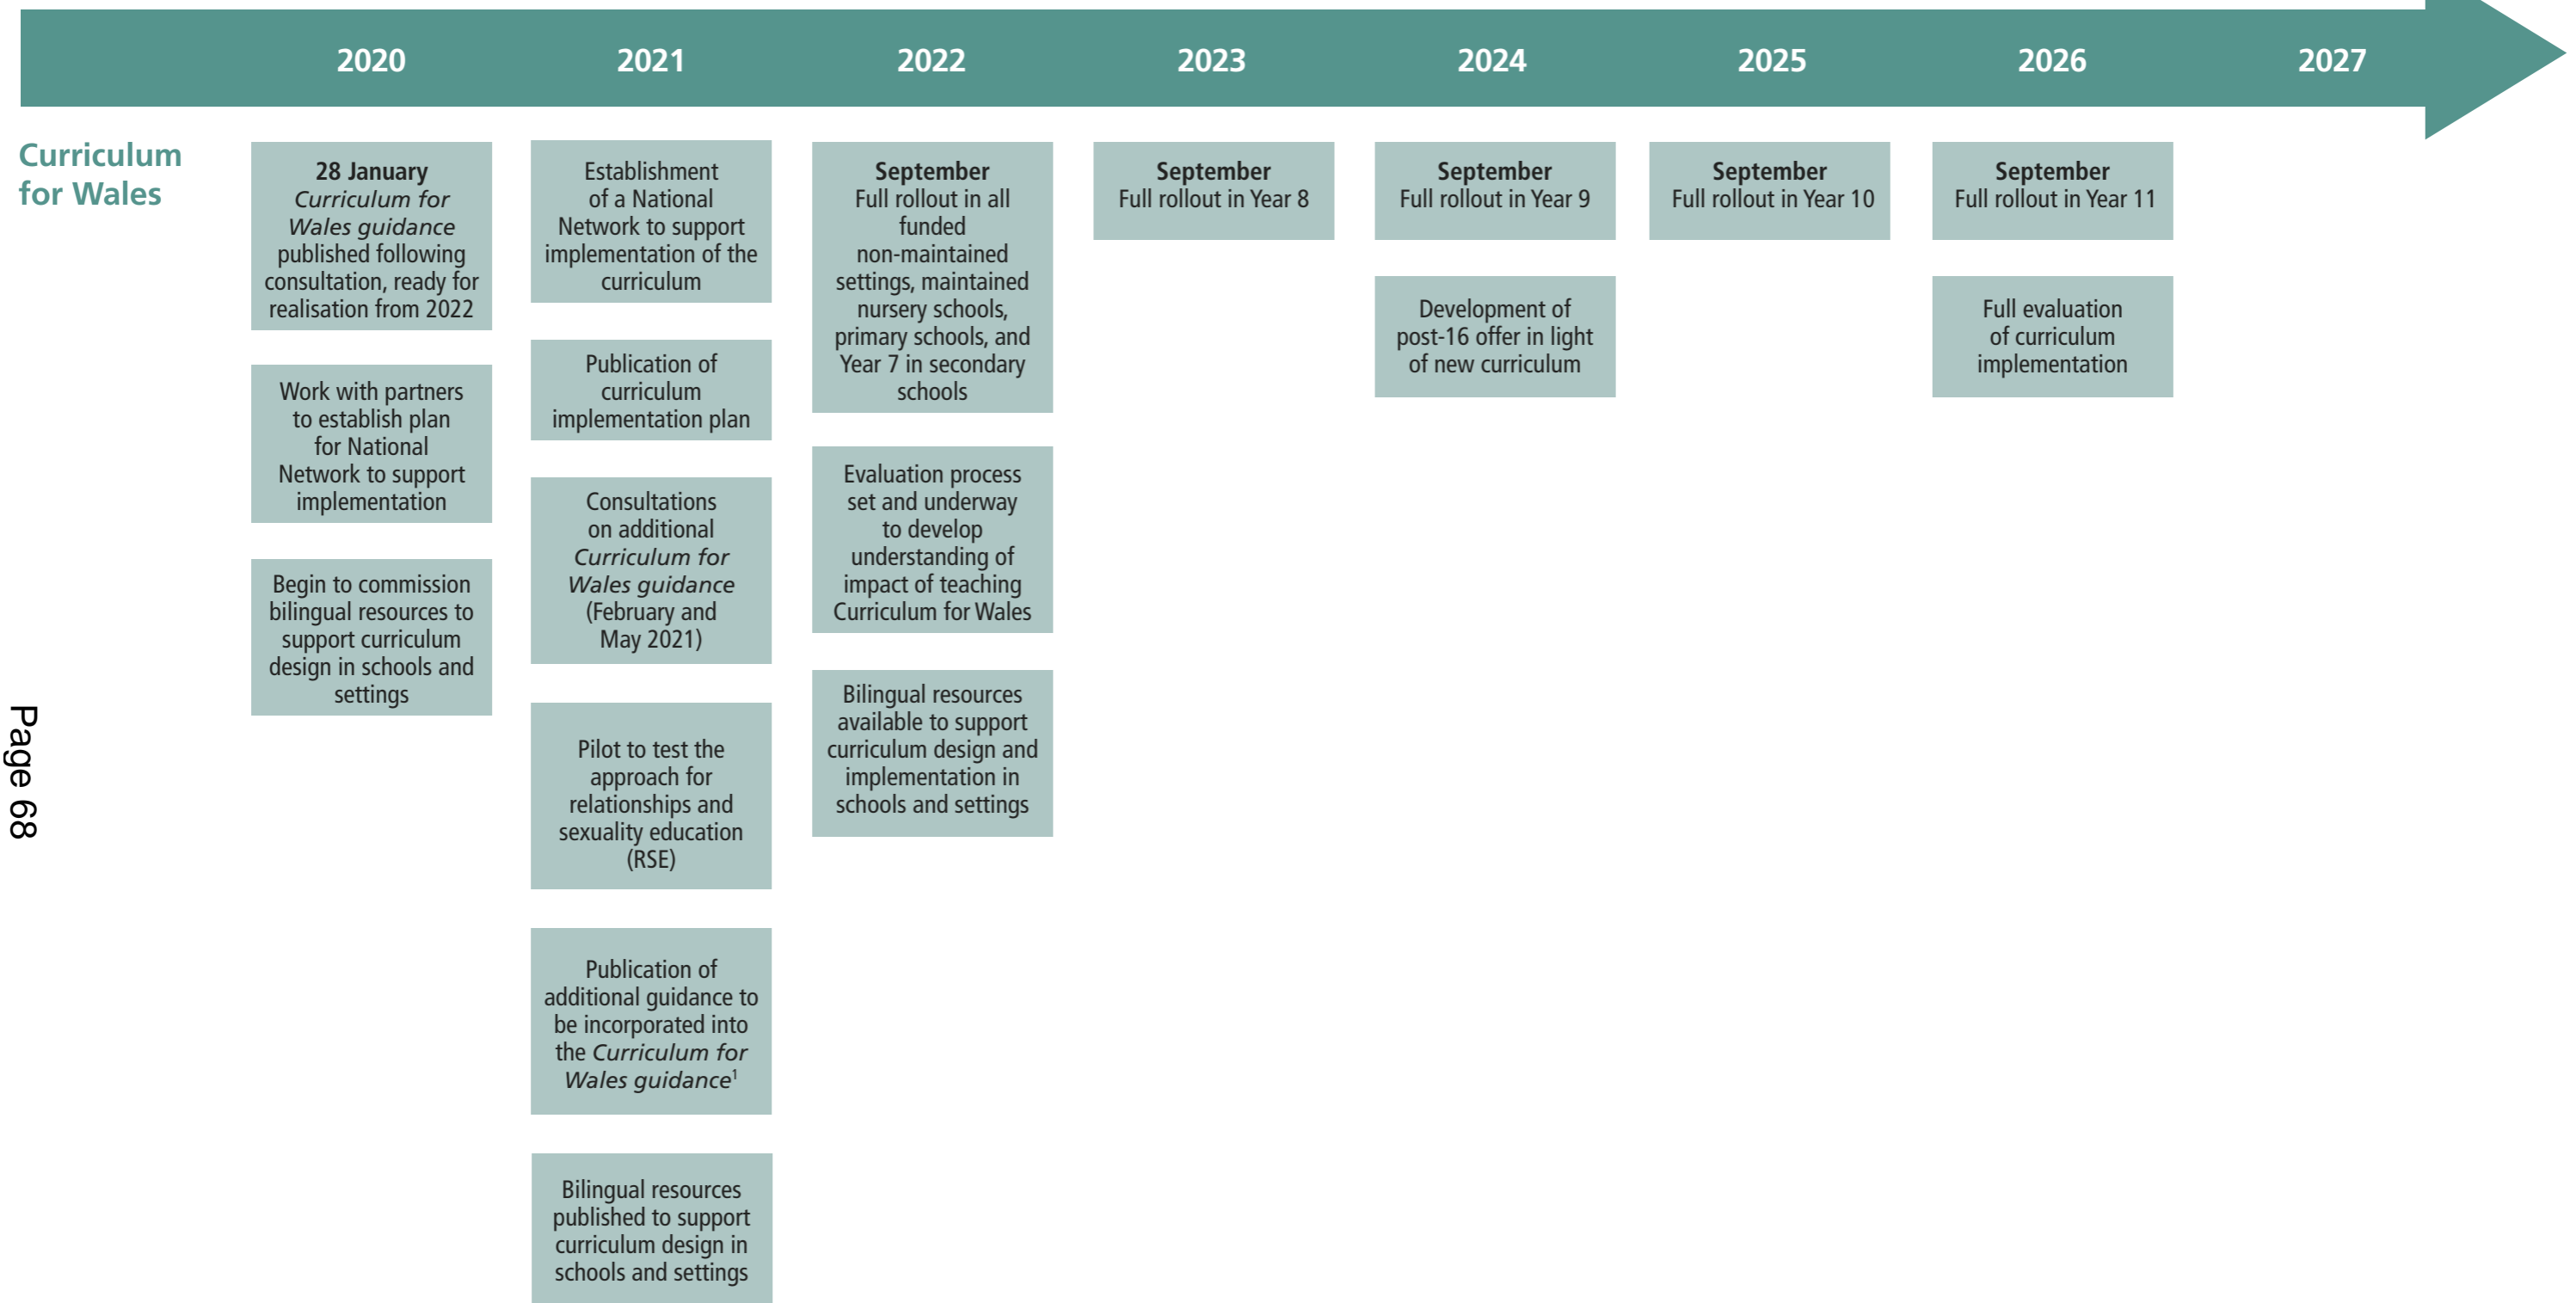 2020 2021 2022 2023 2024 2025 2026 2027
Curriculum
for Wales
28 January
Curriculum for
Wales guidance
published following
consultation, ready for
realisation from 2022
Work with partners
to establish plan
for National
Network to support
implementation
Begin to commission
bilingual resources to
support curriculum
design in schools and
settings
Establishment
of a National
Network to support
implementation of the
curriculum
Publication of
curriculum
implementation plan
Consultations
on additional
Curriculum for
Wales guidance
(February and
May 2021)
Pilot to test the
approach for
relationships and
sexuality education
(RSE)
Publication of
additional guidance to
be incorporated into
the Curriculum for
Wales guidance¹
Bilingual resources
published to support
curriculum design in
schools and settings
September
Full rollout in all
funded
non-maintained
settings, maintained
nursery schools,
primary schools, and
Year 7 in secondary
schools
Evaluation process
set and underway
to develop
understanding of
impact of teaching
Curriculum for Wales
Bilingual resources
available to support
curriculum design and
implementation in
schools and settings
September
Full rollout in Year 8
September
Full rollout in Year 9
Development of
post-16 offer in light
of new curriculum
September
Full rollout in Year 10
September
Full rollout in Year 11
Full evaluation
of curriculum
implementation
Page 68